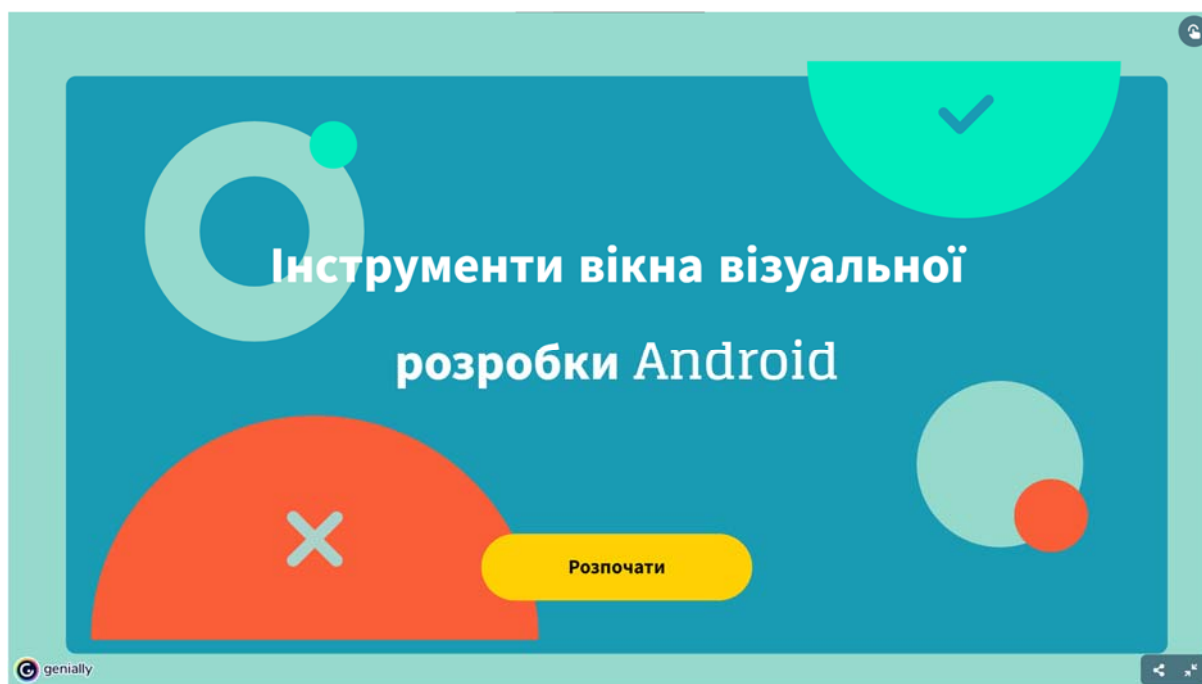 Інструменти вікна візуальної
розробки Android
Розпочати
genially